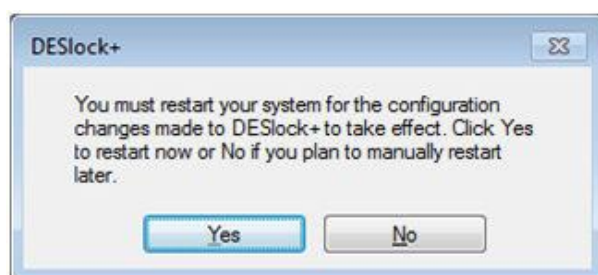 DESlock+
You must restart your system for the configuration
changes made to DESlock+ to take effect. Click Yes
to restart now or No if you plan to manually restart
later.
Yes No